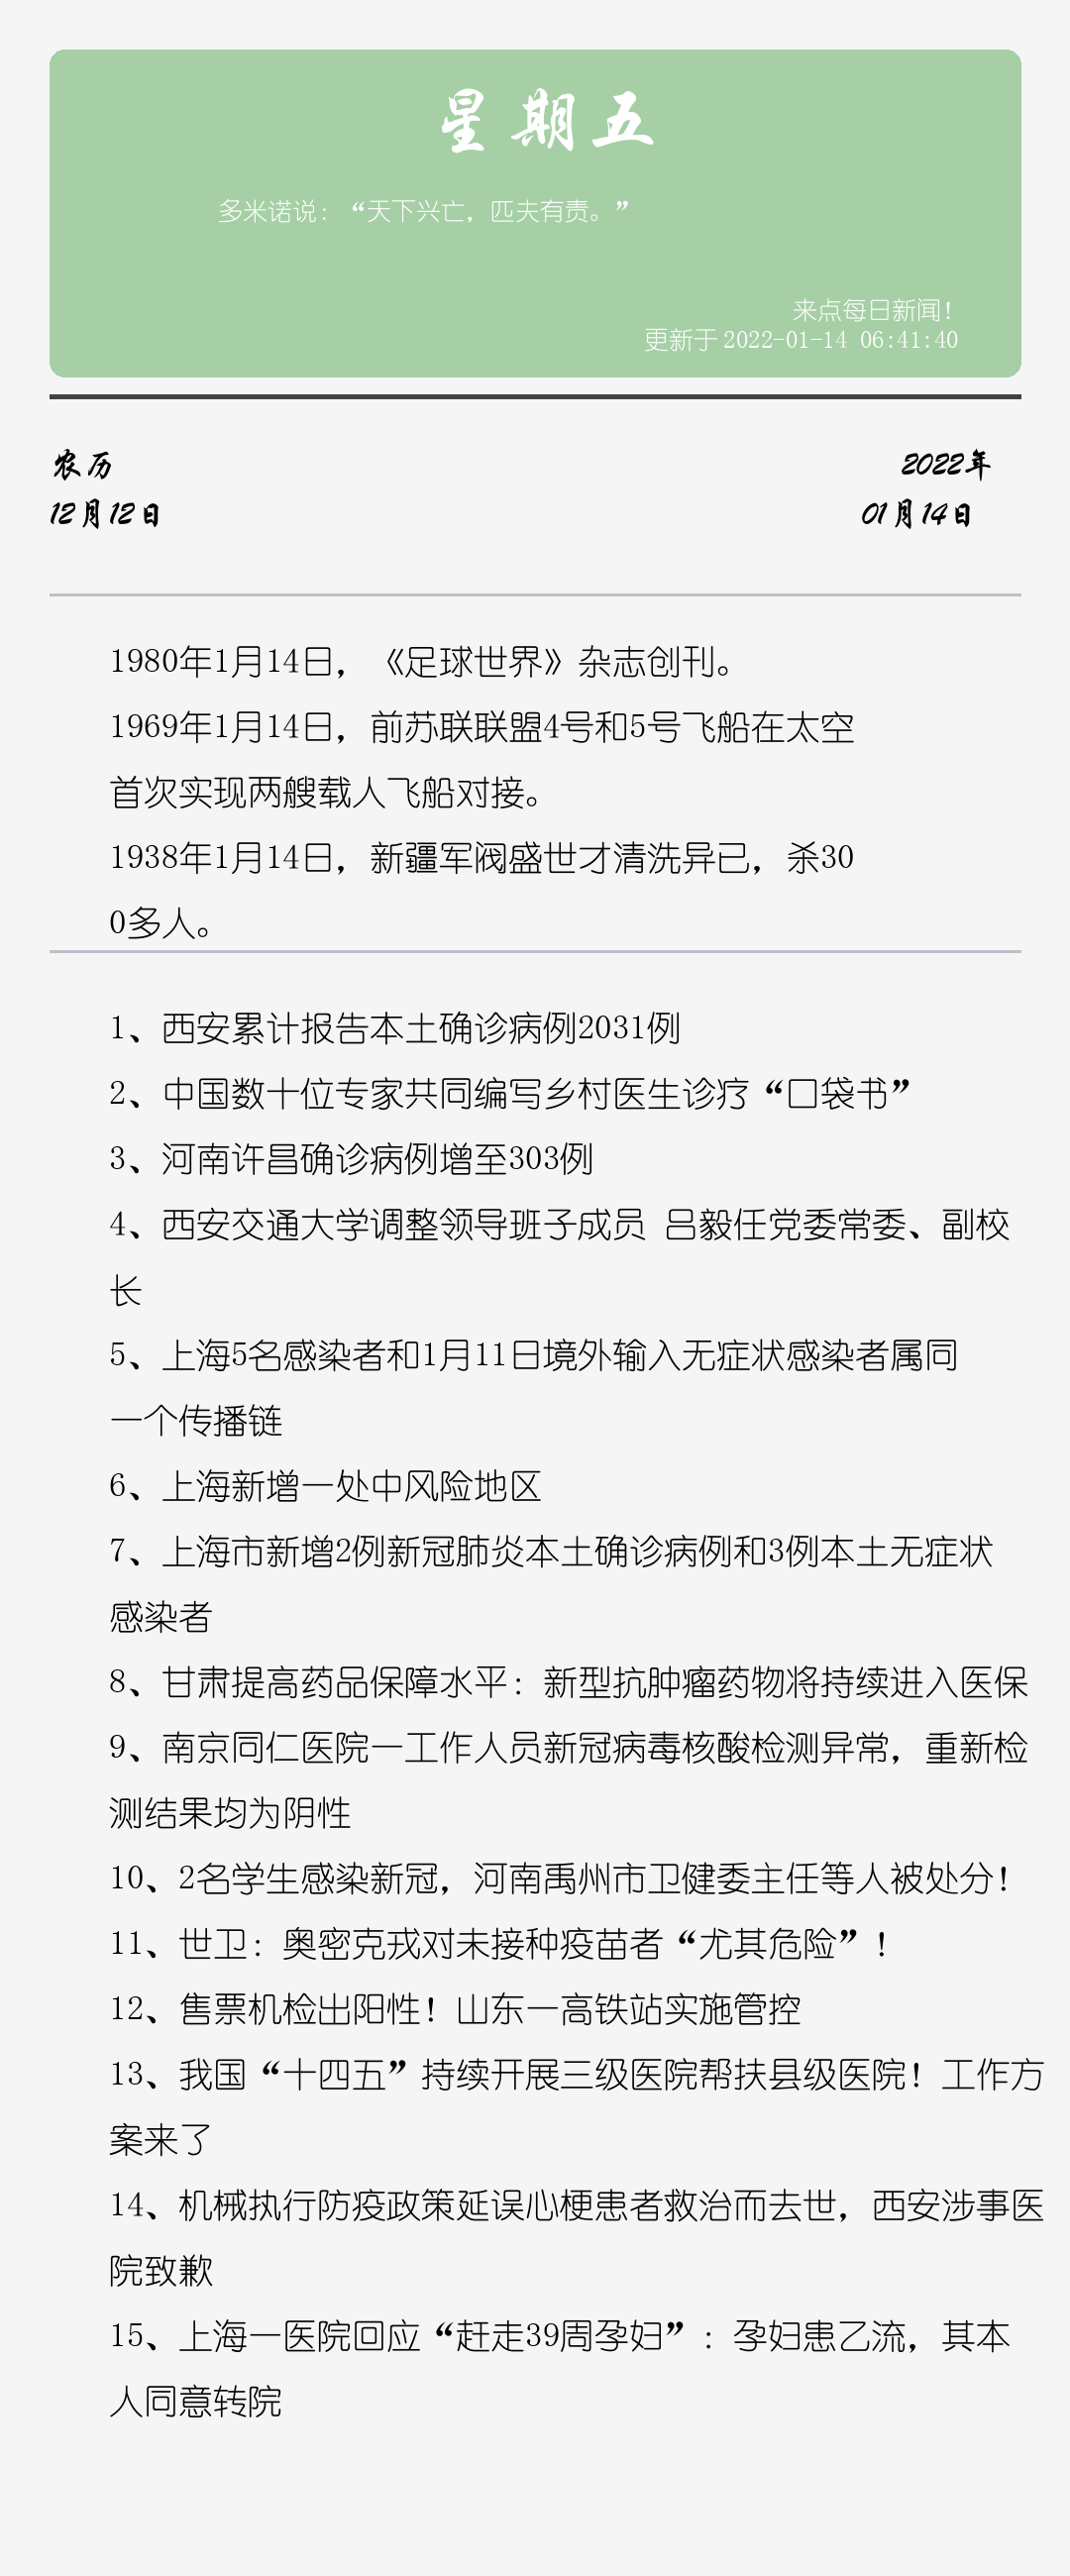 星期五
多米诺说：“天下兴亡，匹夫有责。”
来点每日新闻！
更新于 2022-01-14 06:41:40
农历
2022年
12月12日
01月14日
1980年1月14日，《足球世界》杂志创刊。
1969年1月14日，前苏联联盟4号和5号飞船在太空
首次实现两艘载人飞船对接。
1938年1月14日，新疆军阀盛世才清洗异已，杀30
0多人。
1、西安累计报告本土确诊病例2031例
2、中国数十位专家共同编写乡村医生诊疗“口袋书”
3、河南许昌确诊病例增至303例
4、西安交通大学调整领导班子成员 吕毅任党委常委、副校
长
5、上海5名感染者和1月11日境外输入无症状感染者属同
一个传播链
6、上海新增一处中风险地区
7、上海市新增2例新冠肺炎本土确诊病例和3例本土无症状
感染者
8、甘肃提高药品保障水平：新型抗肿瘤药物将持续进入医保
9、南京同仁医院一工作人员新冠病毒核酸检测异常，重新检
测结果均为阴性
10、2名学生感染新冠，河南禹州市卫健委主任等人被处分！
11、世卫：奥密克戎对未接种疫苗者“尤其危险”！
12、售票机检出阳性！山东一高铁站实施管控
13、我国“十四五”持续开展三级医院帮扶县级医院！工作方
案来了
14、机械执行防疫政策延误心梗患者救治而去世，西安涉事医
院致歉
15、上海一医院回应“赶走39周孕妇”：孕妇患乙流，其本
人同意转院